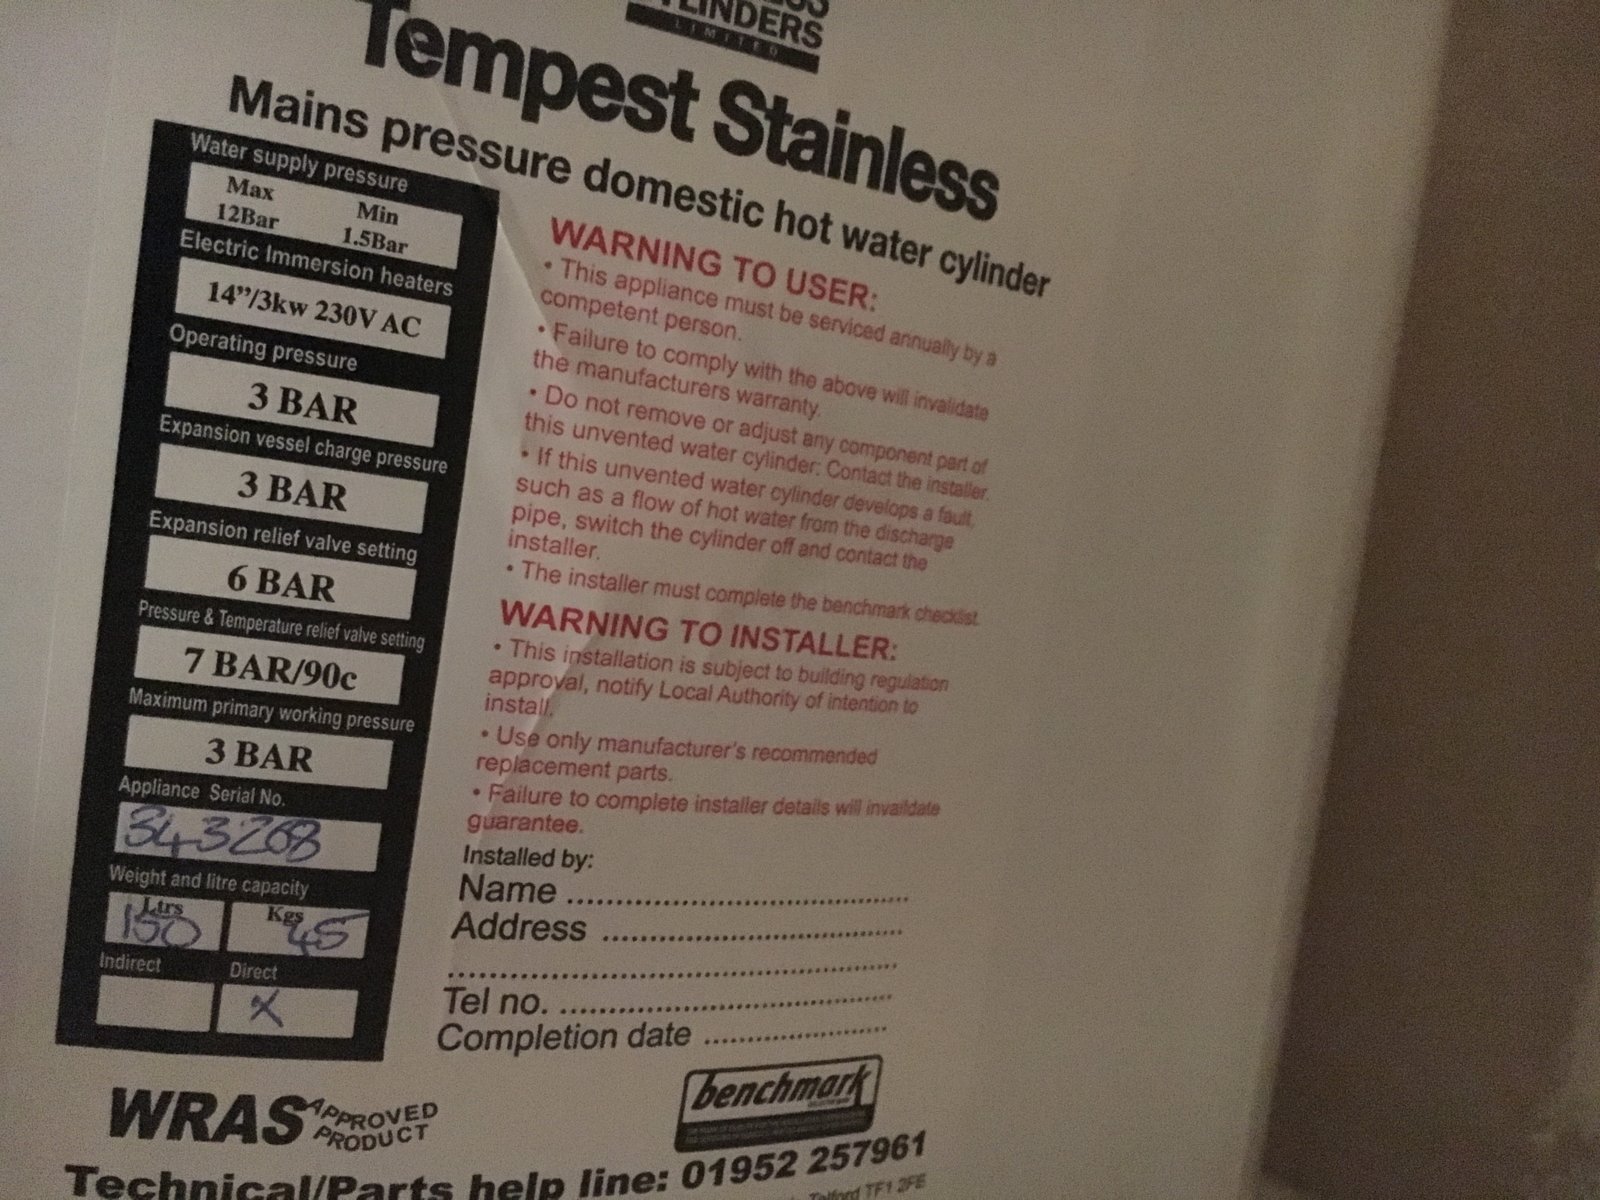 LINDERS
LIMITED
Tempest Stainless
Mains pressure domestic hot water cylinder
Water supply pressure
Max Min
12Bar 1.5Bar
Electric Immersion heaters
14”/3kw 230V AC
Operating pressure
3 BAR
Expansion vessel charge pressure
3 BAR
Expansion relief valve setting
6 BAR
Pressure & Temperature relief valve setting
7 BAR/90c
Maximum primary working pressure
3 BAR
Appliance Serial No.
343268
Weight and litre capacity
Ltrs Kgs
150 45
Indirect Direct
X
WARNING TO USER:
• This appliance must be serviced annually by a
competent person.
• Failure to comply with the above will invalidate
the manufacturers warranty.
• Do not remove or adjust any component part of
this unvented water cylinder: Contact the installer.
• If this unvented water cylinder develops a fault,
such as a flow of hot water from the discharge
pipe, switch the cylinder off and contact the
installer.
• The installer must complete the benchmark checklist.
WARNING TO INSTALLER:
• This installation is subject to building regulation
approval, notify Local Authority of intention to
install.
• Use only manufacturer's recommended
replacement parts.
• Failure to complete installer details will invaildate
guarantee.
Installed by:
Name ....................................
Address ................................
................................................
Tel no. ...................................
Completion date ....................
WRAS APPROVED
PRODUCT
benchmark
Technical/Parts help line: 01952 257961
Telford TF1 2FE